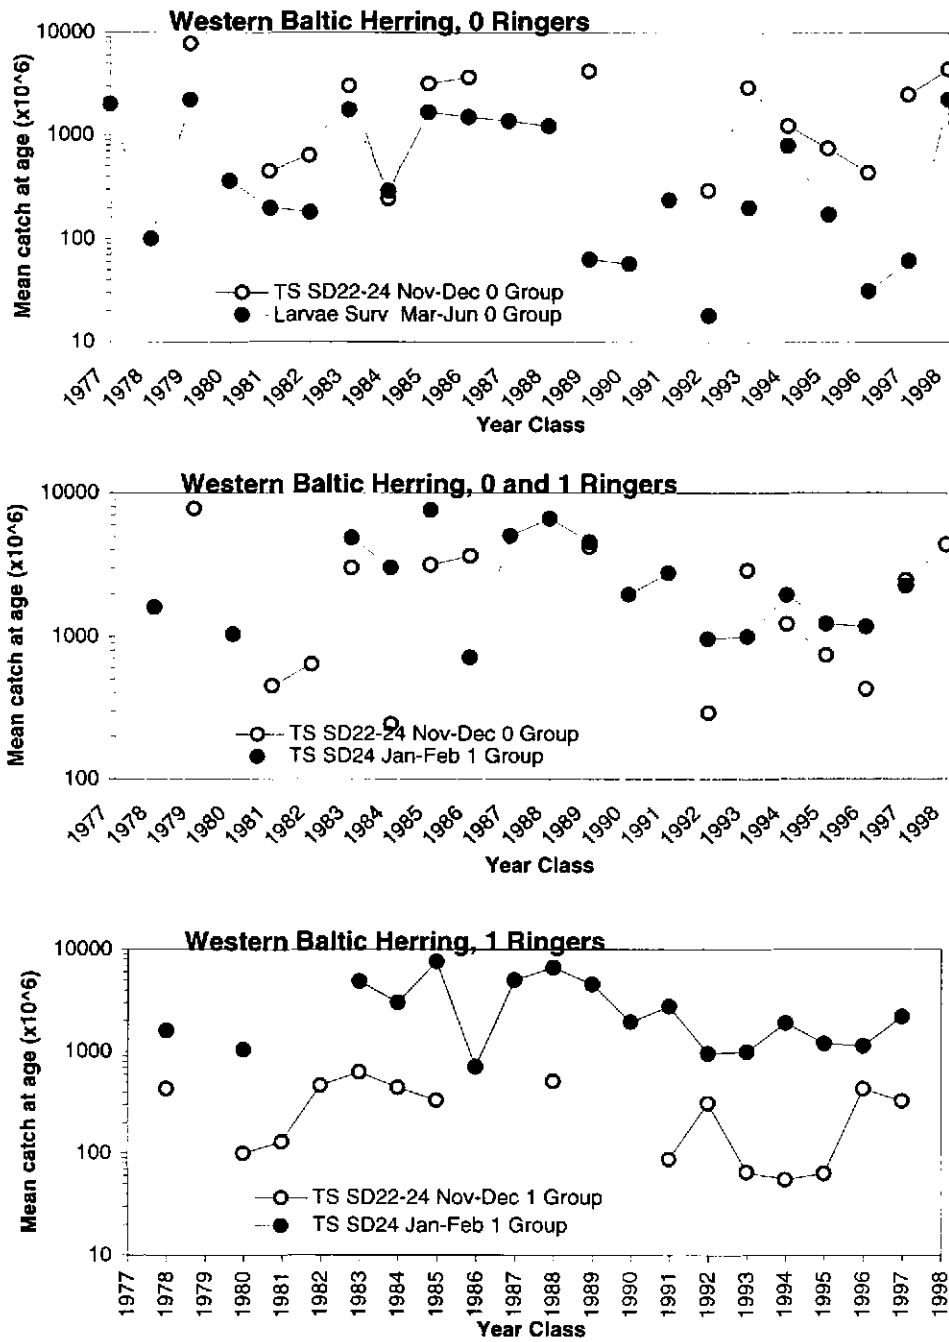 Western Baltic Herring, 0 Ringers
Mean catch at age (x10^6)
10000
1000
100
10
TS SD22-24 Nov-Dec 0 Group
Larvae Surv Mar-Jun 0 Group
1977 1978 1979 1980 1981 1982 1983 1984 1985 1986 1987 1988 1989 1990 1991 1992 1993 1994 1995 1996 1997 1998
Year Class
Western Baltic Herring, 0 and 1 Ringers
Mean catch at age (x10^6)
10000
1000
100
TS SD22-24 Nov-Dec 0 Group
TS SD24 Jan-Feb 1 Group
1977 1978 1979 1980 1981 1982 1983 1984 1985 1986 1987 1988 1989 1990 1991 1992 1993 1994 1995 1996 1997 1998
Year Class
Western Baltic Herring, 1 Ringers
Mean catch at age (x10^6)
10000
1000
100
10
TS SD22-24 Nov-Dec 1 Group
TS SD24 Jan-Feb 1 Group
1977 1978 1979 1980 1981 1982 1983 1984 1985 1986 1987 1988 1989 1990 1991 1992 1993 1994 1995 1996 1997 1998
Year Class